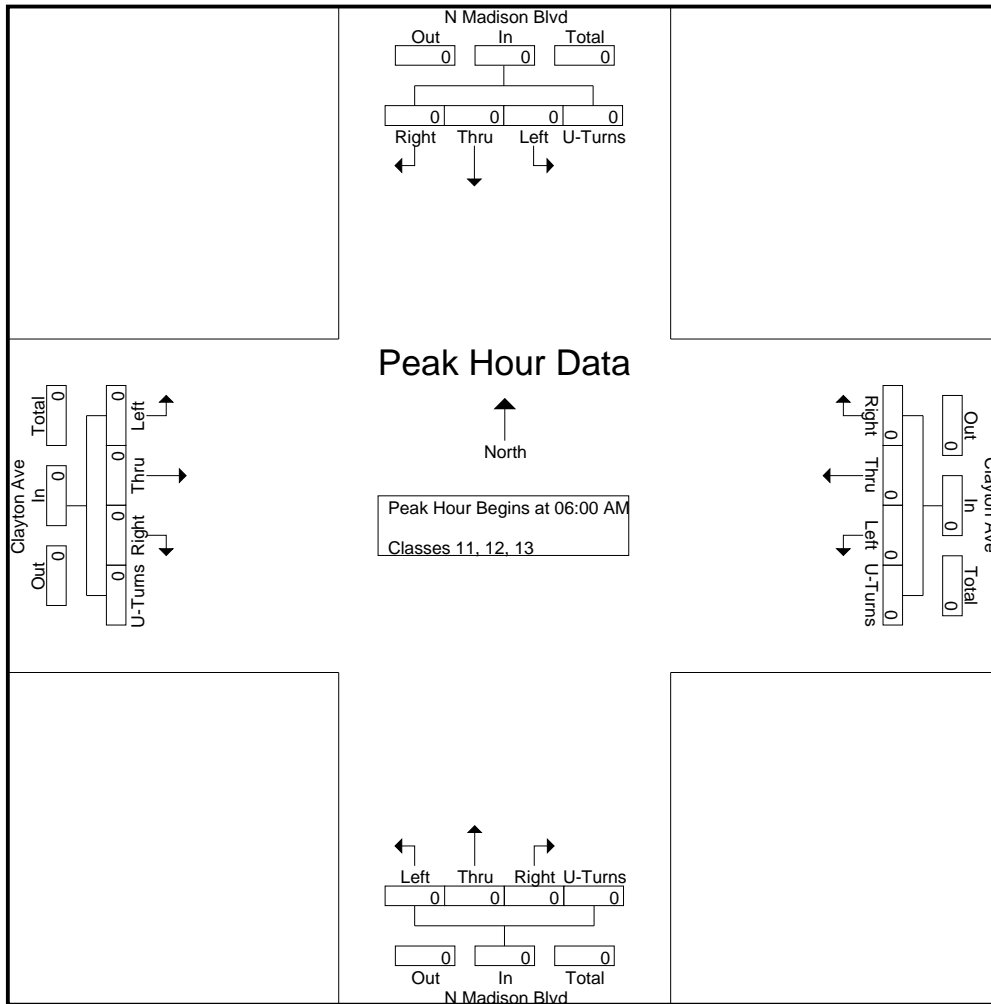 N Madison Blvd
Out In Total
0 0 0
0 0 0 0
Right Thru Left U-Turns
Peak Hour Data
North
Peak Hour Begins at 06:00 AM
Classes 11, 12, 13
Clayton Ave
Total In Out
0 0 0
0 0 0 0
Left Thru Right U-Turns
Clayton Ave
Out In Total
0 0 0
0 0 0 0
Right Thru Left U-Turns
Left Thru Right U-Turns
0 0 0 0
0 0 0
Out In Total
N Madison Blvd